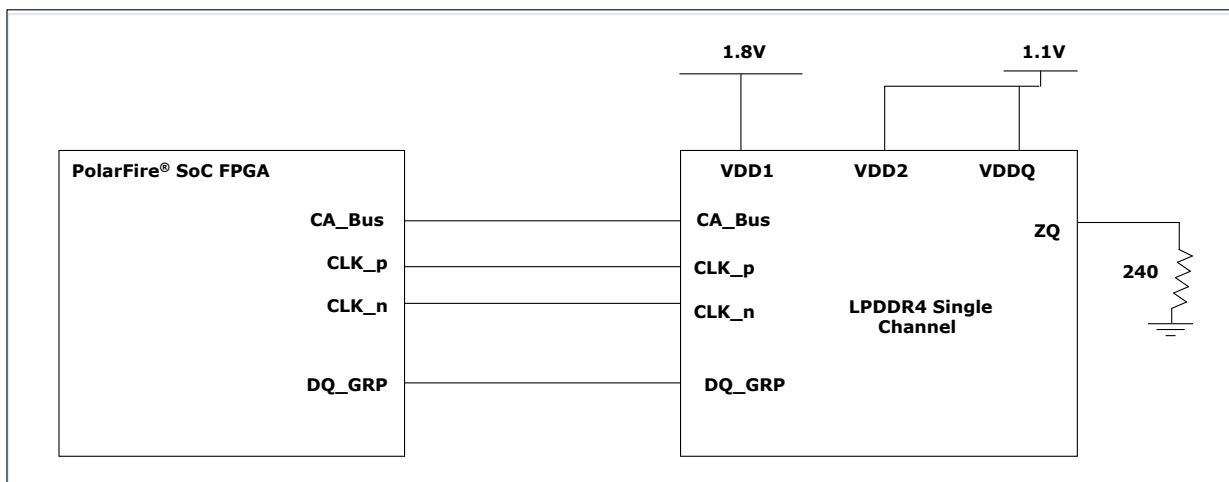 1.8V
1.1V
PolarFire® SoC FPGA
VDD1
VDD2
VDDQ
CA_Bus
CA_Bus
ZQ
CLK_p
CLK_p
240
CLK_n
CLK_n
LPDDR4 Single
Channel
DQ_GRP
DQ_GRP